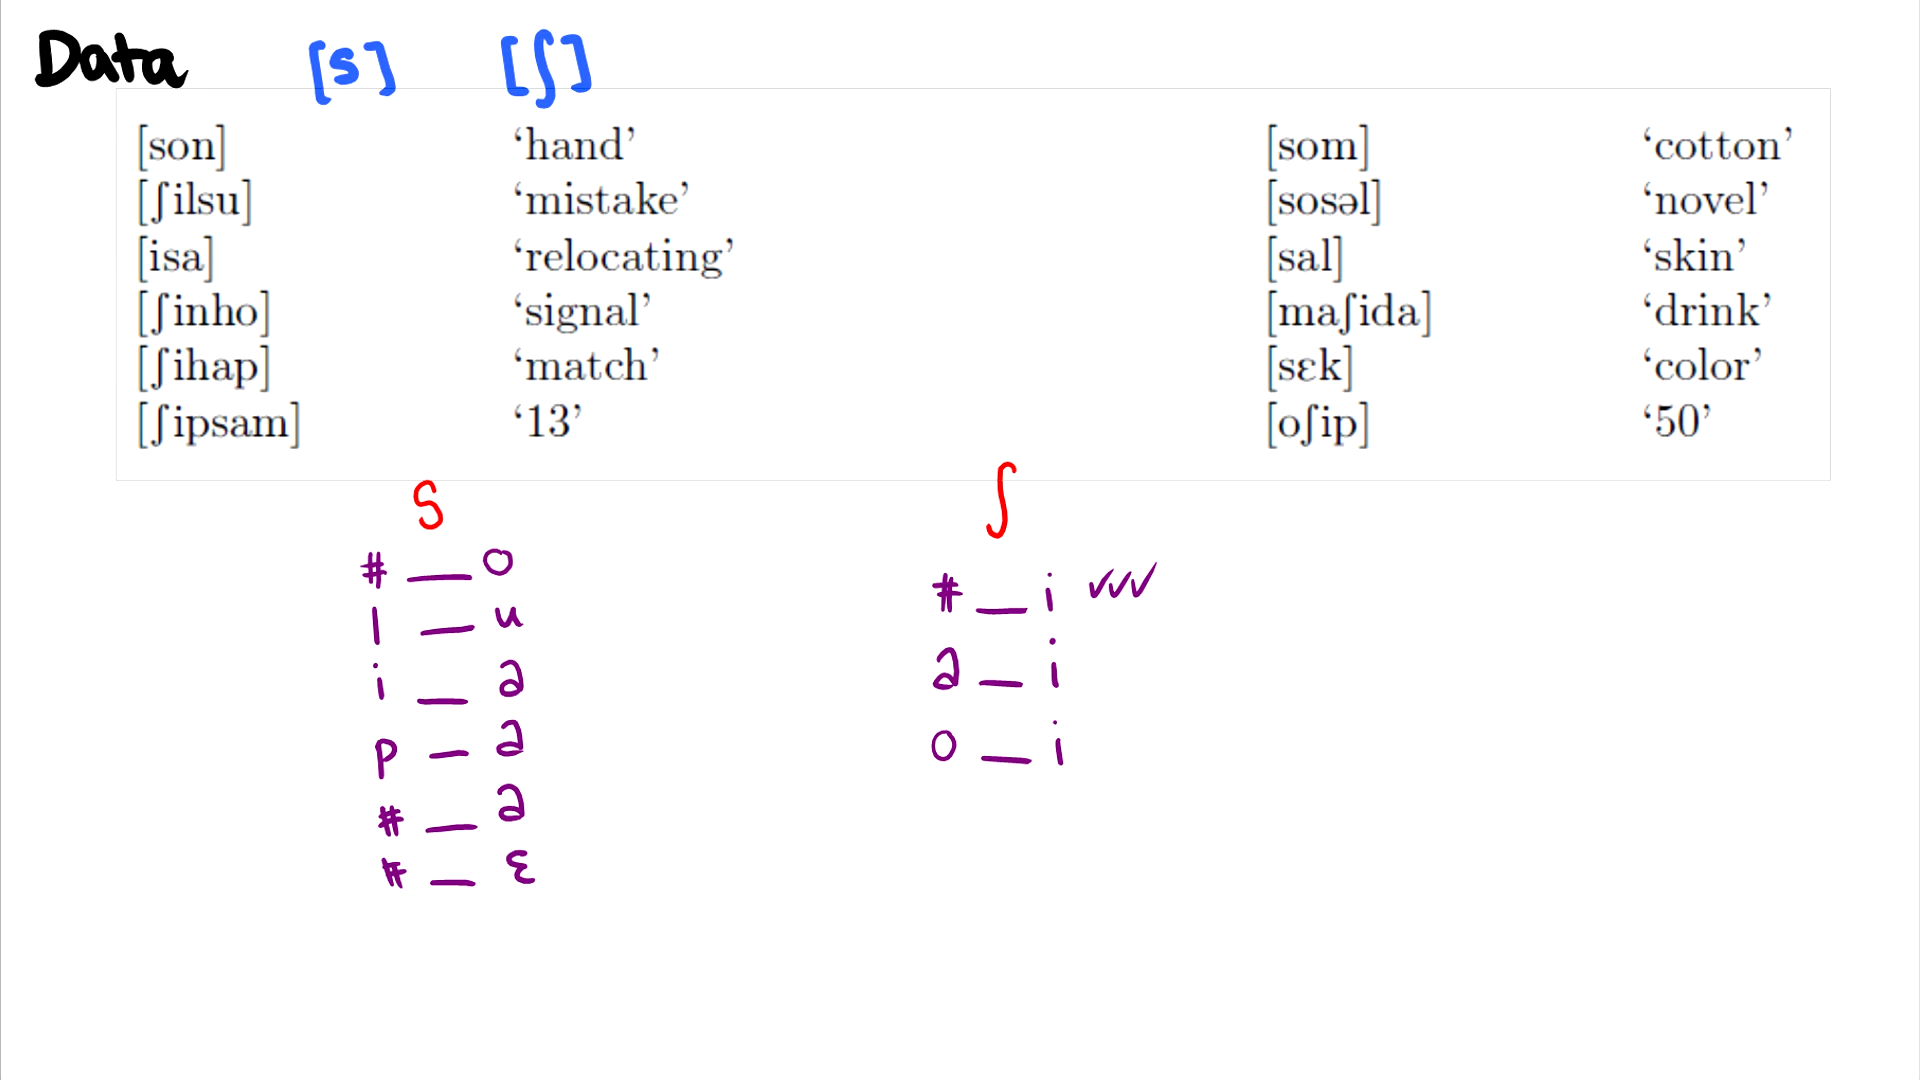 Data [s] [ʃ]
[son] ‘hand’ [som] ‘cotton’
[ʃilsu] ‘mistake’ [sosəl] ‘novel’
[isa] ‘relocating’ [sal] ‘skin’
[ʃinho] ‘signal’ [maʃida] ‘drink’
[ʃihap] ‘match’ [sɛk] ‘color’
[ʃipsam] ‘13’ [oʃip] ‘50’
s ʃ
# __ o
# __ i ✓✓✓
l __ u
i __ a
a __ i
p __ a
o __ i
# __ a
# __ ɛ